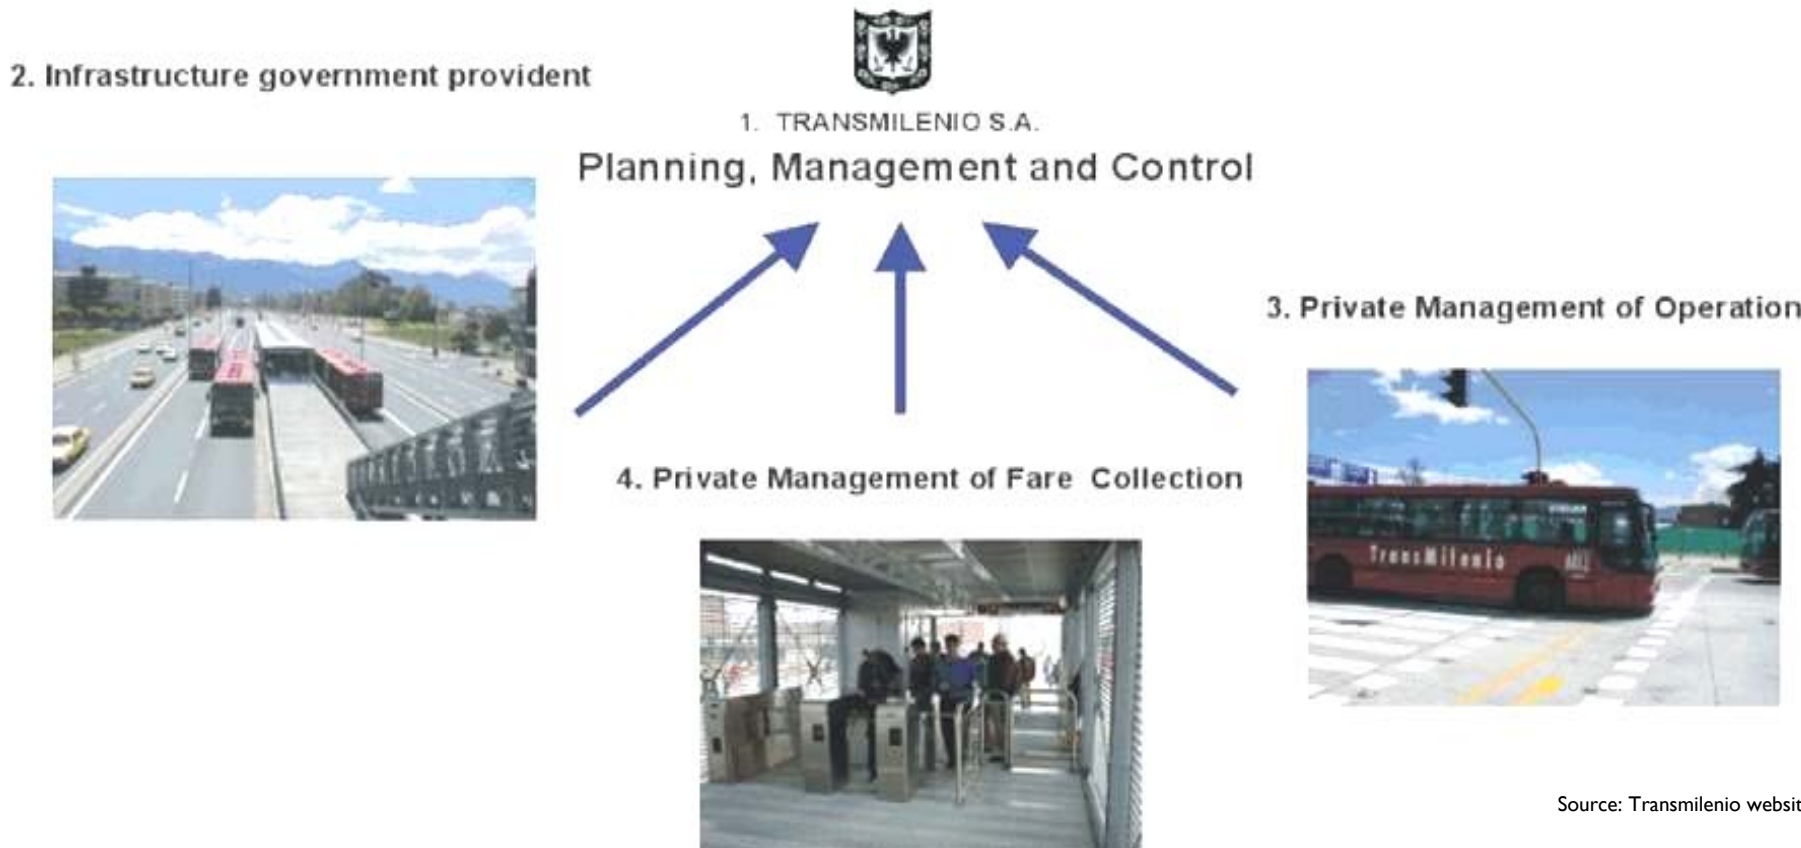 2. Infrastructure government provident
1. TRANSMILENIO S.A.
Planning, Management and Control
3. Private Management of Operation
4. Private Management of Fare Collection
TransMilenio
Source: Transmilenio websit